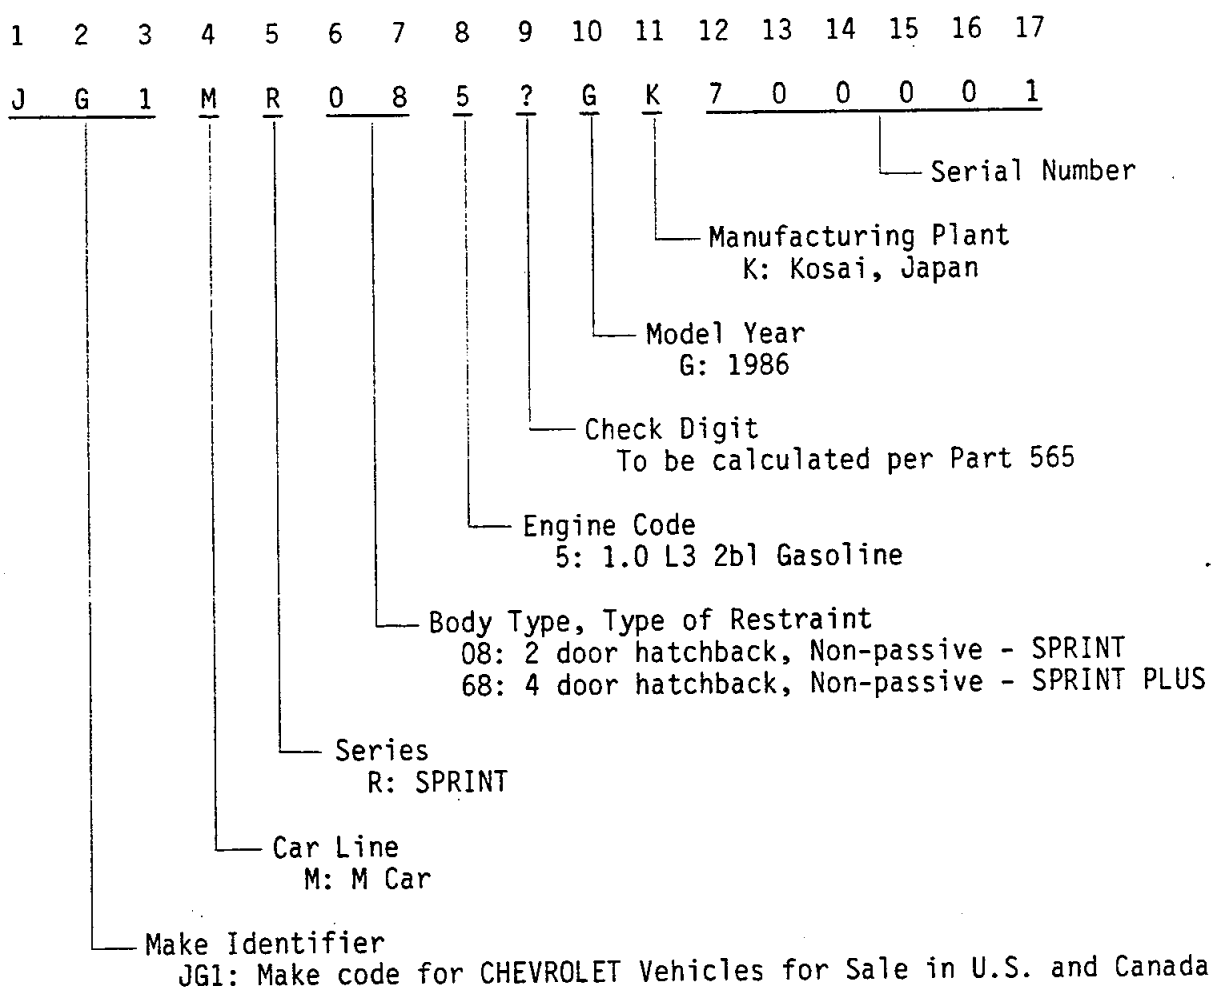 1 2 3 4 5 6 7 8 9 10 11 12 13 14 15 16 17
J G 1 M R 0 8 5 ? G K 7 0 0 0 0 1
Serial Number
Manufacturing Plant
K: Kosai, Japan
Model Year
G: 1986
Check Digit
To be calculated per Part 565
Engine Code
5: 1.0 L3 2bl Gasoline
Body Type, Type of Restraint
08: 2 door hatchback, Non-passive - SPRINT
68: 4 door hatchback, Non-passive - SPRINT PLUS
Series
R: SPRINT
Car Line
M: M Car
Make Identifier
JG1: Make code for CHEVROLET Vehicles for Sale in U.S. and Canada